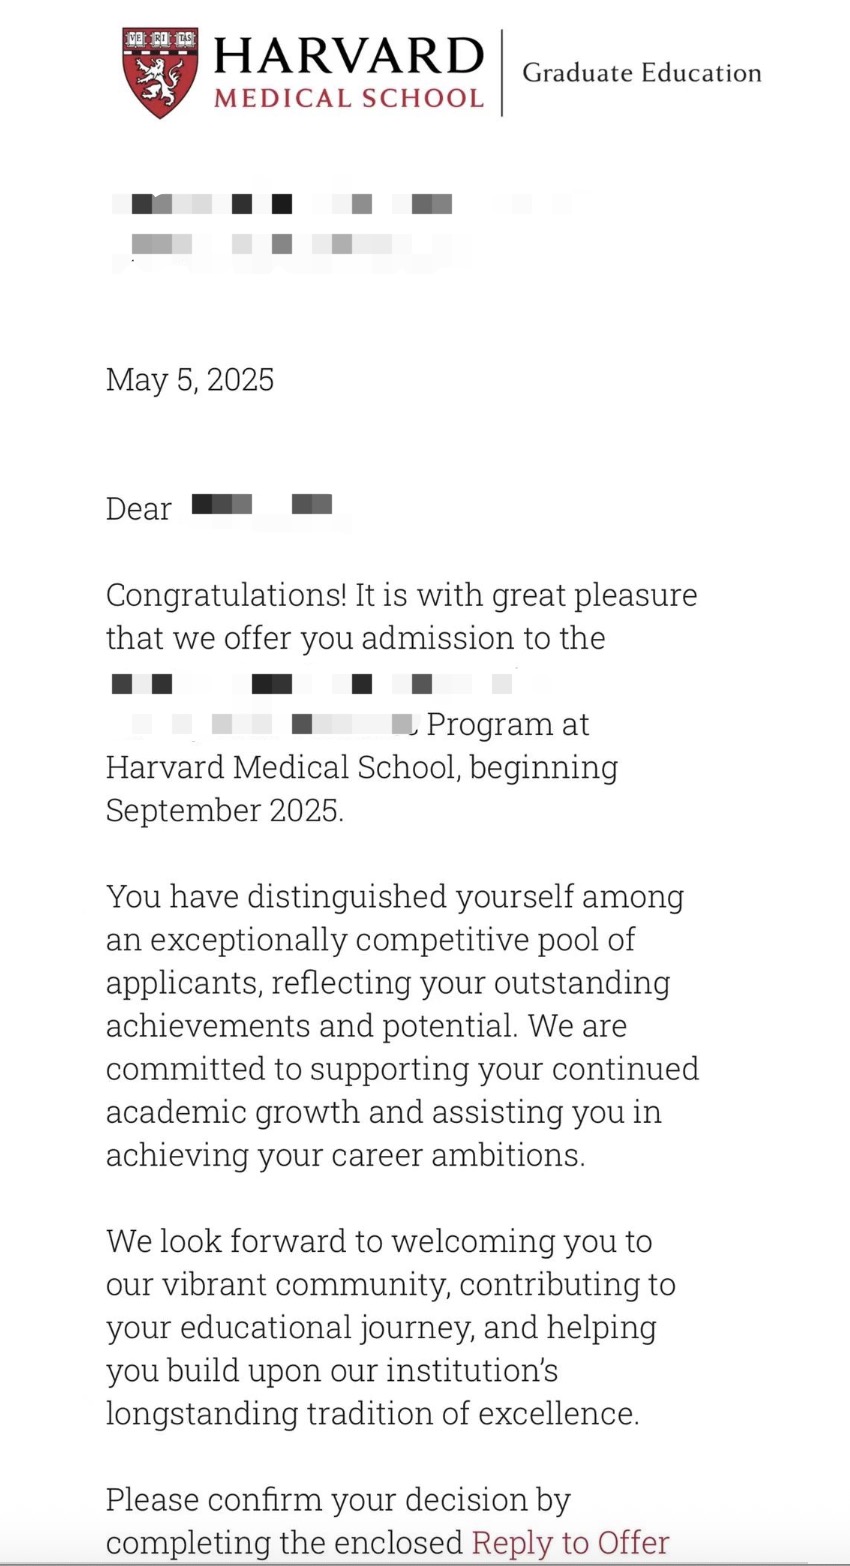 VE RI TAS
HARVARD
MEDICAL SCHOOL
Graduate Education
May 5, 2025
Dear
Congratulations! It is with great pleasure
that we offer you admission to the
Program at
Harvard Medical School, beginning
September 2025.
You have distinguished yourself among
an exceptionally competitive pool of
applicants, reflecting your outstanding
achievements and potential. We are
committed to supporting your continued
academic growth and assisting you in
achieving your career ambitions.
We look forward to welcoming you to
our vibrant community, contributing to
your educational journey, and helping
you build upon our institution’s
longstanding tradition of excellence.
Please confirm your decision by
completing the enclosed Reply to Offer